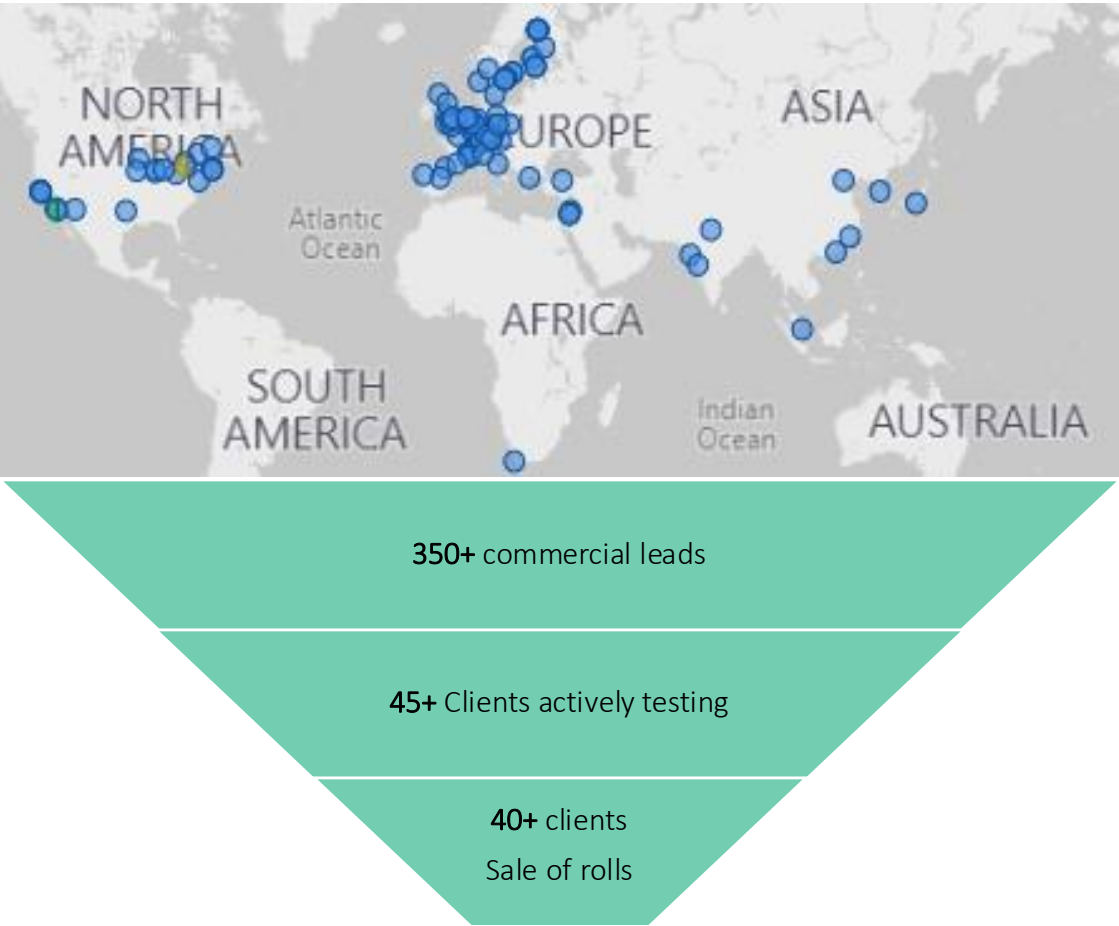 NORTH
AMERICA
EUROPE
ASIA
Atlantic
Ocean
AFRICA
SOUTH
AMERICA
Indian
Ocean
AUSTRALIA
350+ commercial leads
45+ Clients actively testing
40+ clients
Sale of rolls